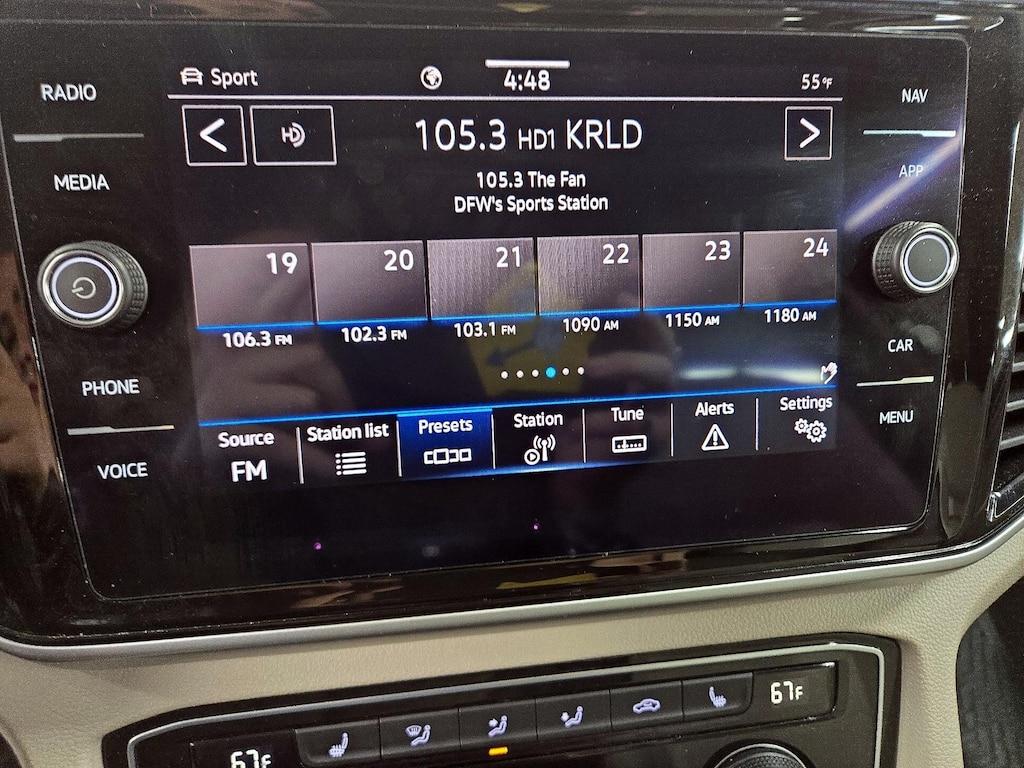 RADIO
MEDIA
PHONE
VOICE
Sport
4:48
55°F
HD
105.3 HD1 KRLD
105.3 The Fan
DFW's Sports Station
19 20 21 22 23 24
106.3 FM 102.3 FM 103.1 FM 1090 AM 1150 AM 1180 AM
Source Station list Presets Station Tune Alerts Settings
FM
NAV
APP
CAR
MENU
67F
67F